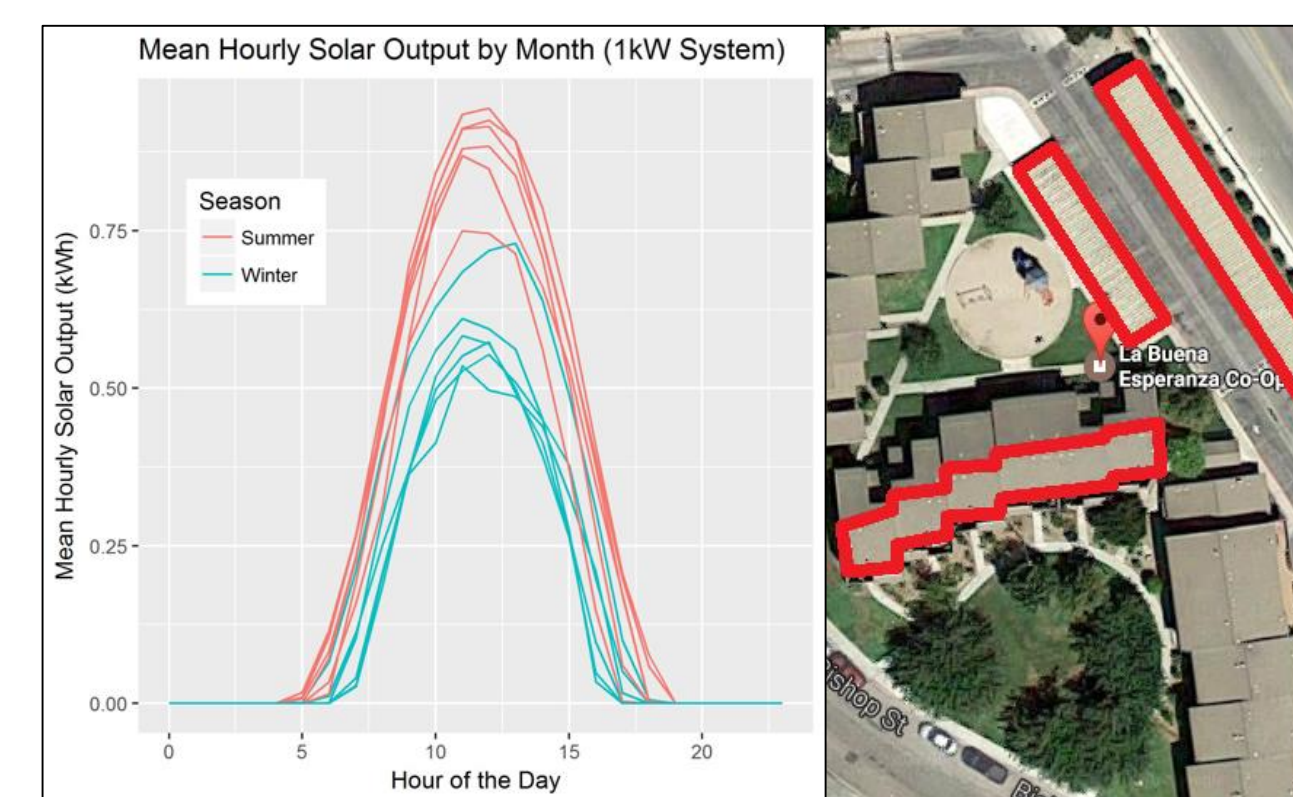 Mean Hourly Solar Output by Month (1kW System)
Mean Hourly Solar Output (kWh)
0.75
0.50
0.25
0.00
Season
Summer
Winter
0
5
10
15
20
Hour of the Day
La Buena
Esperanza Co-Op
Bishop St